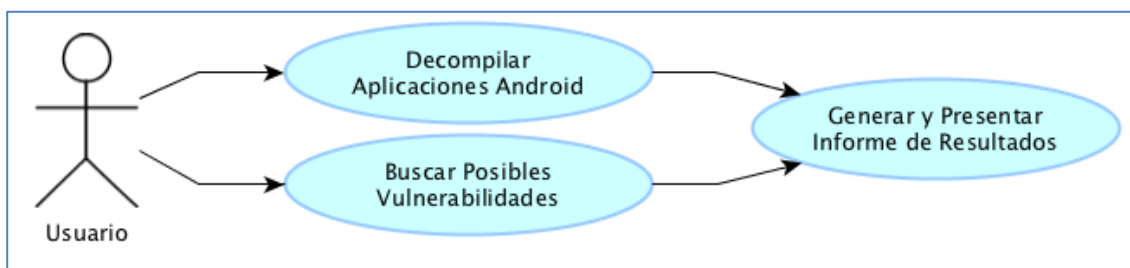 Decompilar
Aplicaciones Android
Generar y Presentar
Informe de Resultados
Buscar Posibles
Vulnerabilidades
Usuario